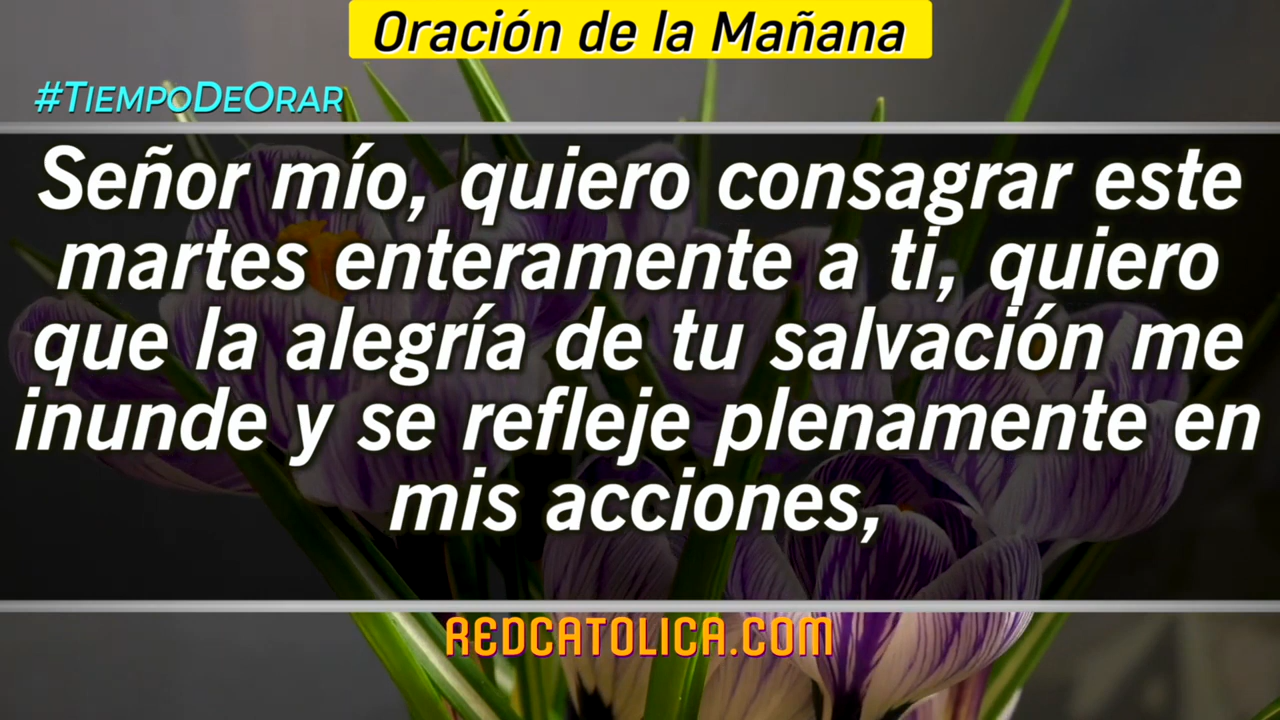 Oración de la Mañana
#TiempoDeOrar
Señor mío, quiero consagrar este
martes enteramente a ti, quiero
que la alegría de tu salvación me
inunde y se refleje plenamente en
mis acciones,
REDCATOLICA.COM